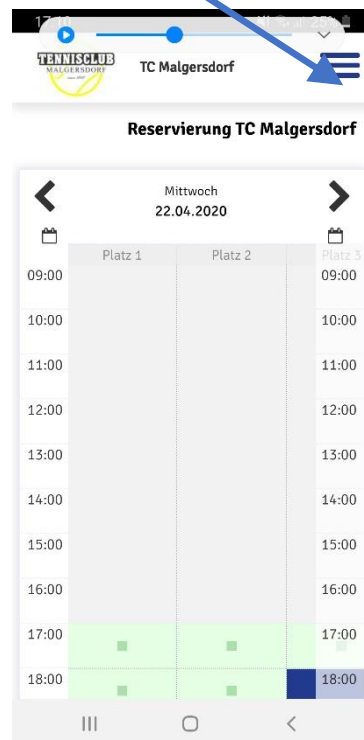 17:10 25%
TENNISCLUB
MALGERSDORF
TC Malgersdorf
Reservierung TC Malgersdorf
Mittwoch
22.04.2020
Platz 1 Platz 2 Platz 3
09:00 09:00
10:00 10:00
11:00 11:00
12:00 12:00
13:00 13:00
14:00 14:00
15:00 15:00
16:00 16:00
17:00 17:00
18:00 18:00